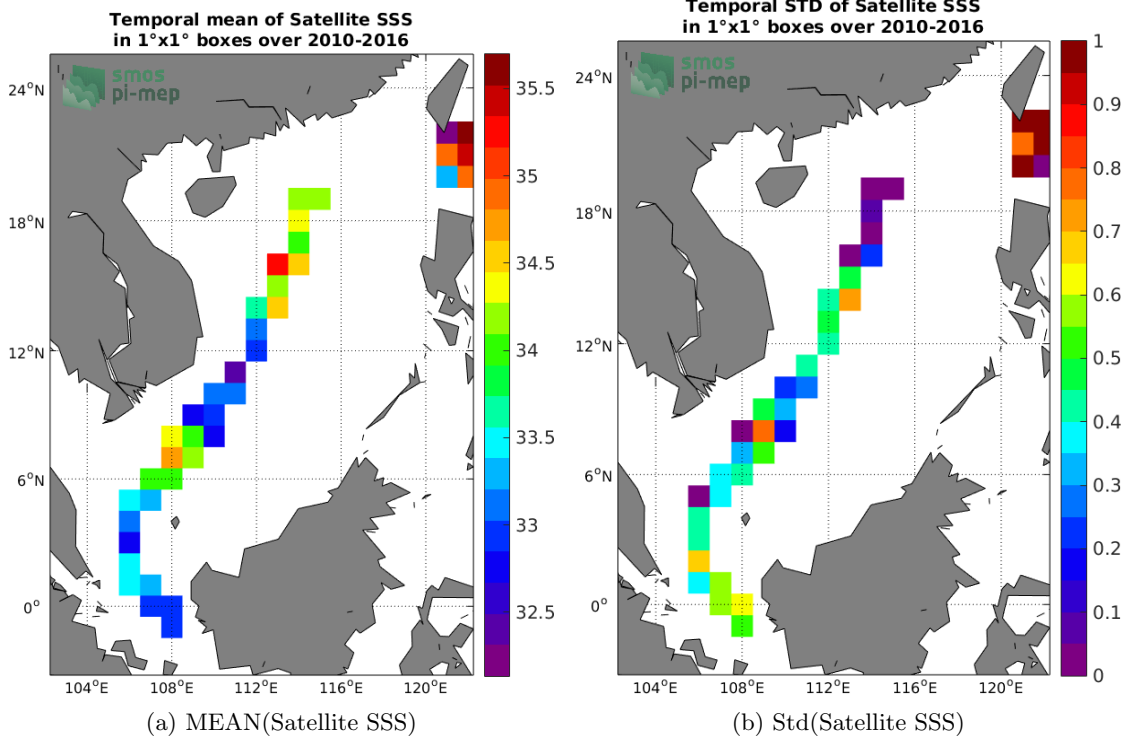 Temporal mean of Satellite SSS
in 1°x1° boxes over 2010-2016
smos
pi-mep
24°N
18°N
12°N
6°N
0°
104°E 108°E 112°E 116°E 120°E
35.5
35
34.5
34
33.5
33
32.5
(a) MEAN(Satellite SSS)
Temporal STD of Satellite SSS
in 1°x1° boxes over 2010-2016
smos
pi-mep
24°N
18°N
12°N
6°N
0°
104°E 108°E 112°E 116°E 120°E
1
0.9
0.8
0.7
0.6
0.5
0.4
0.3
0.2
0.1
0
(b) Std(Satellite SSS)